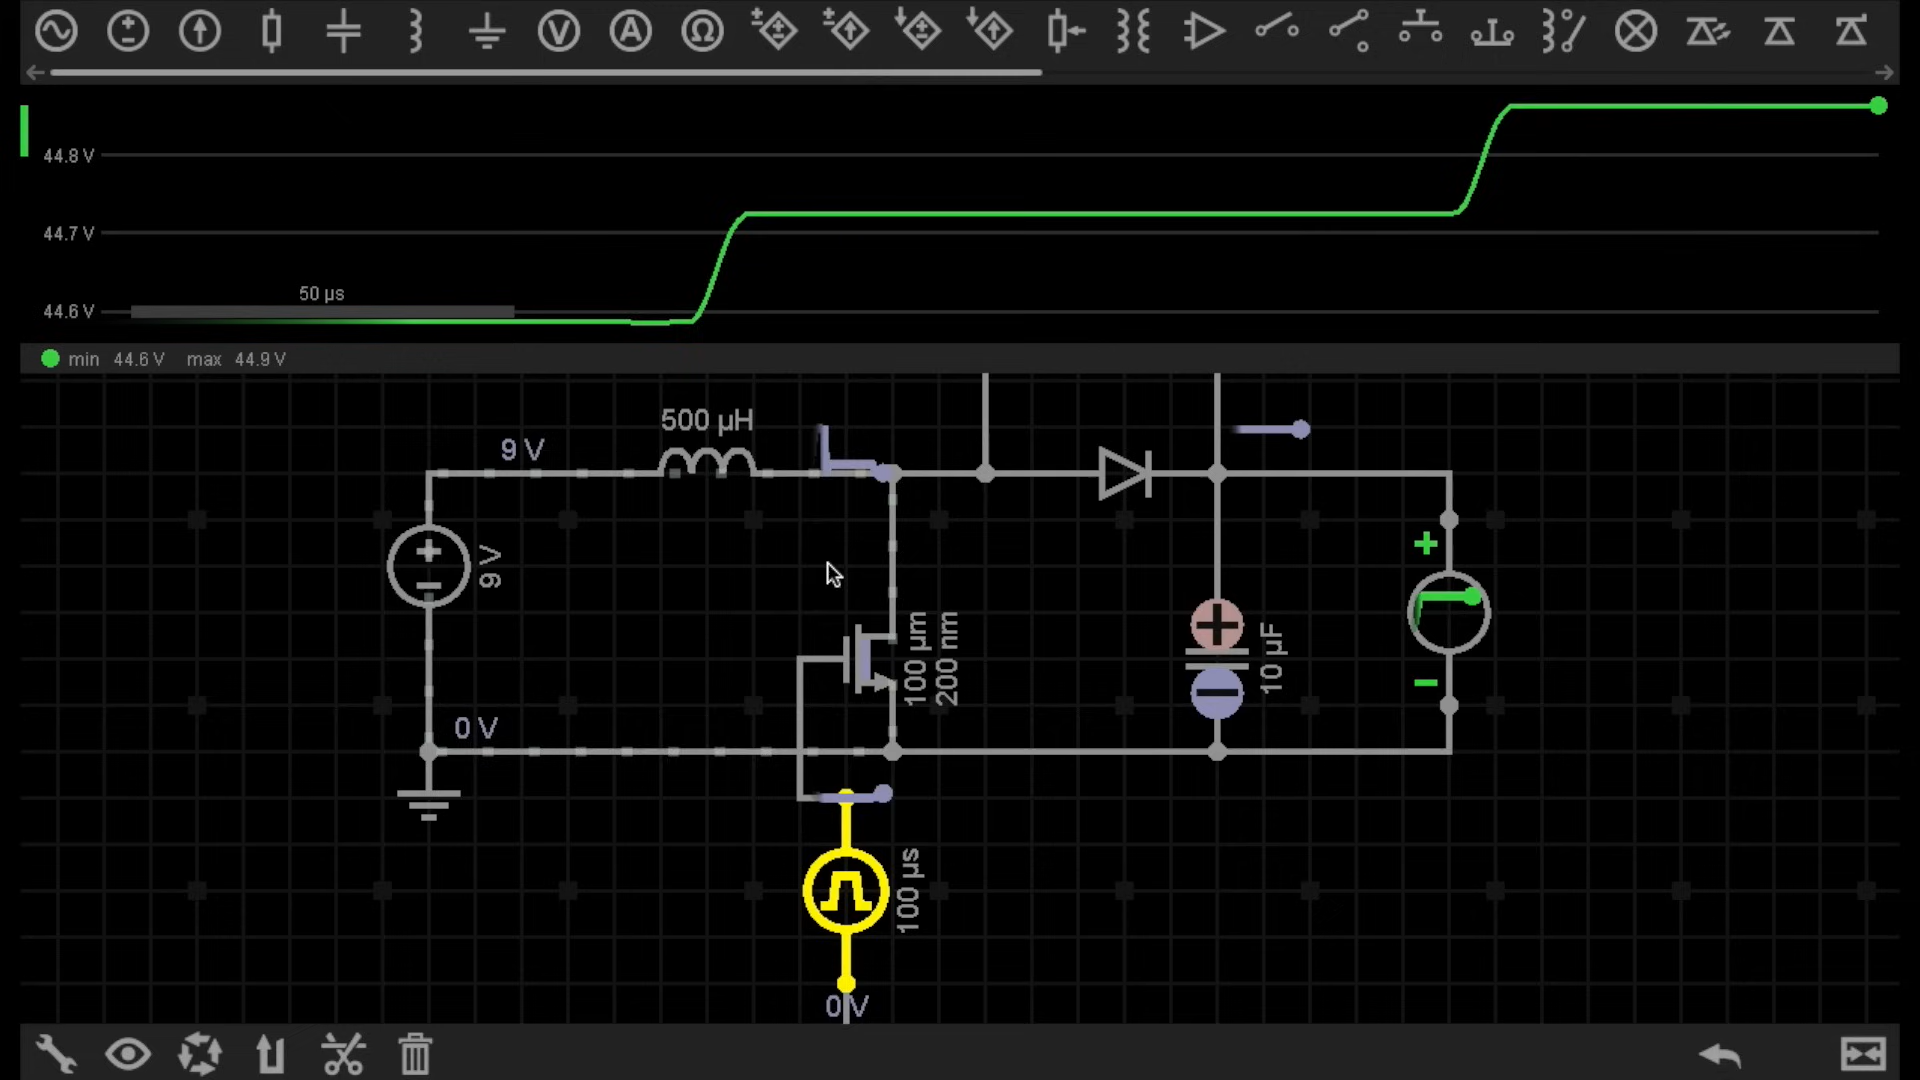 V
A
Ω
44.8 V
44.7 V
50 µs
44.6 V
min 44.6 V max 44.9 V
500 µH
9 V
9 V
100 µm
200 nm
10 µF
0 V
100 µs
0 V